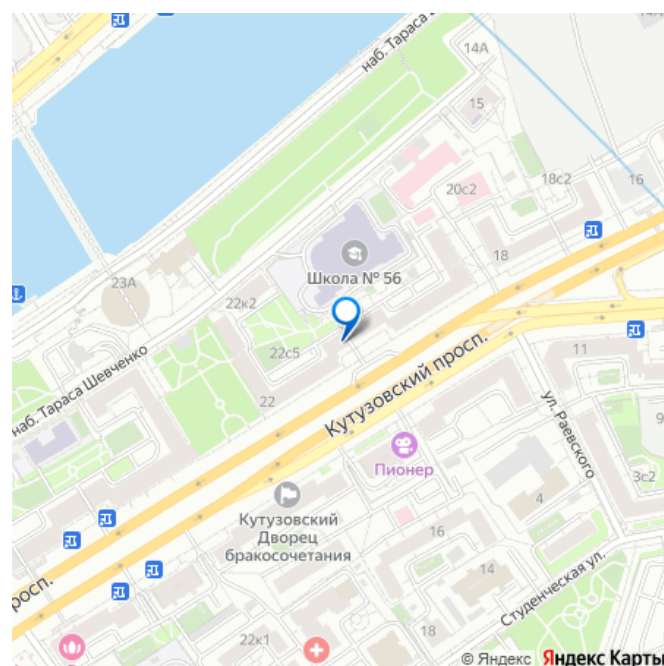 наб. Тараса
14А
15
16
18с2
20с2
18
Школа № 56
23А
22к2
22с5
наб. Тараса Шевченко
22
Кутузовский просп.
11
ул. Раевского
9
3с2
Пионер
4
Кутузовский
Дворец
бракосочетания
16
14
Студенческая ул.
просп.
22к1
18
© Яндекс Яндекс Карты